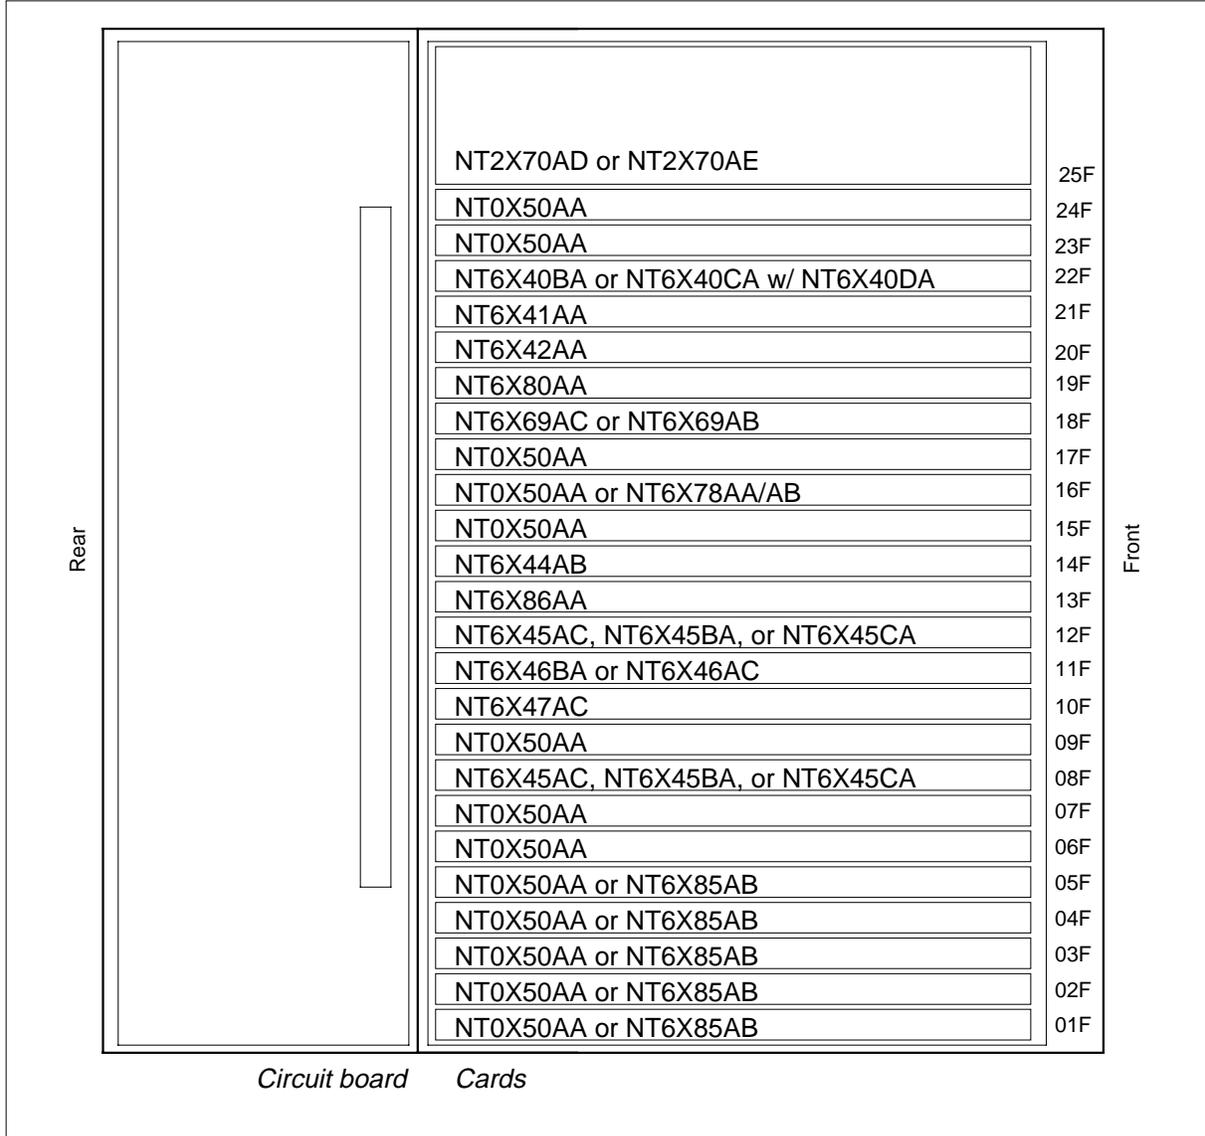 NT2X70AD or NT2X70AE 25F
NT0X50AA 24F
NT0X50AA 23F
NT6X40BA or NT6X40CA w/ NT6X40DA 22F
NT6X41AA 21F
NT6X42AA 20F
NT6X80AA 19F
NT6X69AC or NT6X69AB 18F
NT0X50AA 17F
NT0X50AA or NT6X78AA/AB 16F
NT0X50AA 15F
NT6X44AB 14F
NT6X86AA 13F
NT6X45AC, NT6X45BA, or NT6X45CA 12F
NT6X46BA or NT6X46AC 11F
NT6X47AC 10F
NT0X50AA 09F
NT6X45AC, NT6X45BA, or NT6X45CA 08F
NT0X50AA 07F
NT0X50AA 06F
NT0X50AA or NT6X85AB 05F
NT0X50AA or NT6X85AB 04F
NT0X50AA or NT6X85AB 03F
NT0X50AA or NT6X85AB 02F
NT0X50AA or NT6X85AB 01F
Rear
Front
Circuit board Cards